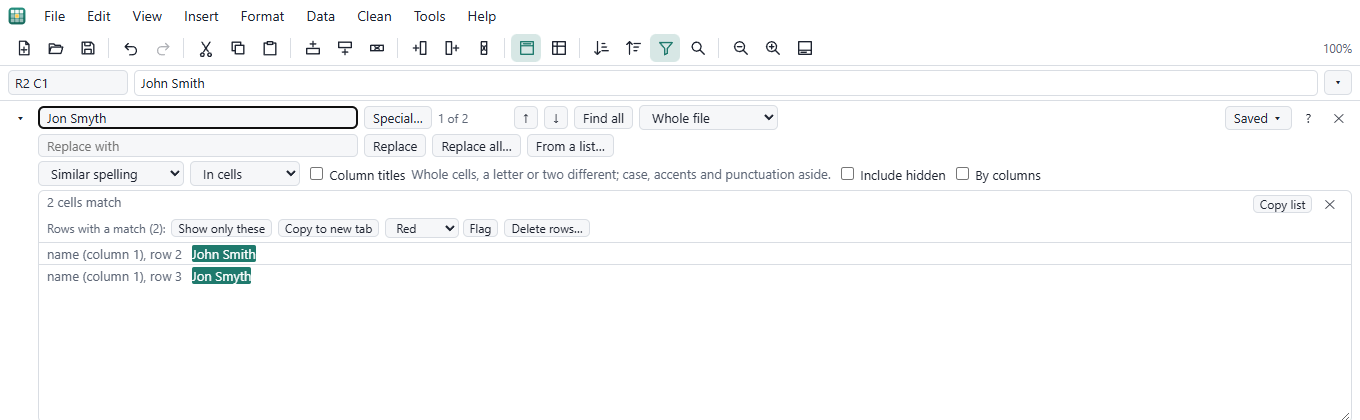 File Edit View Insert Format Data Clean Tools Help
100%
R2 C1 John Smith
Jon Smyth Special... 1 of 2 ↑ ↓ Find all Whole file Saved ?
Replace with Replace Replace all... From a list...
Similar spelling In cells Column titles Whole cells, a letter or two different; case, accents and punctuation aside. Include hidden By columns
2 cells match Copy list
Rows with a match (2): Show only these Copy to new tab Red Flag Delete rows...
name (column 1), row 2 John Smith
name (column 1), row 3 Jon Smyth